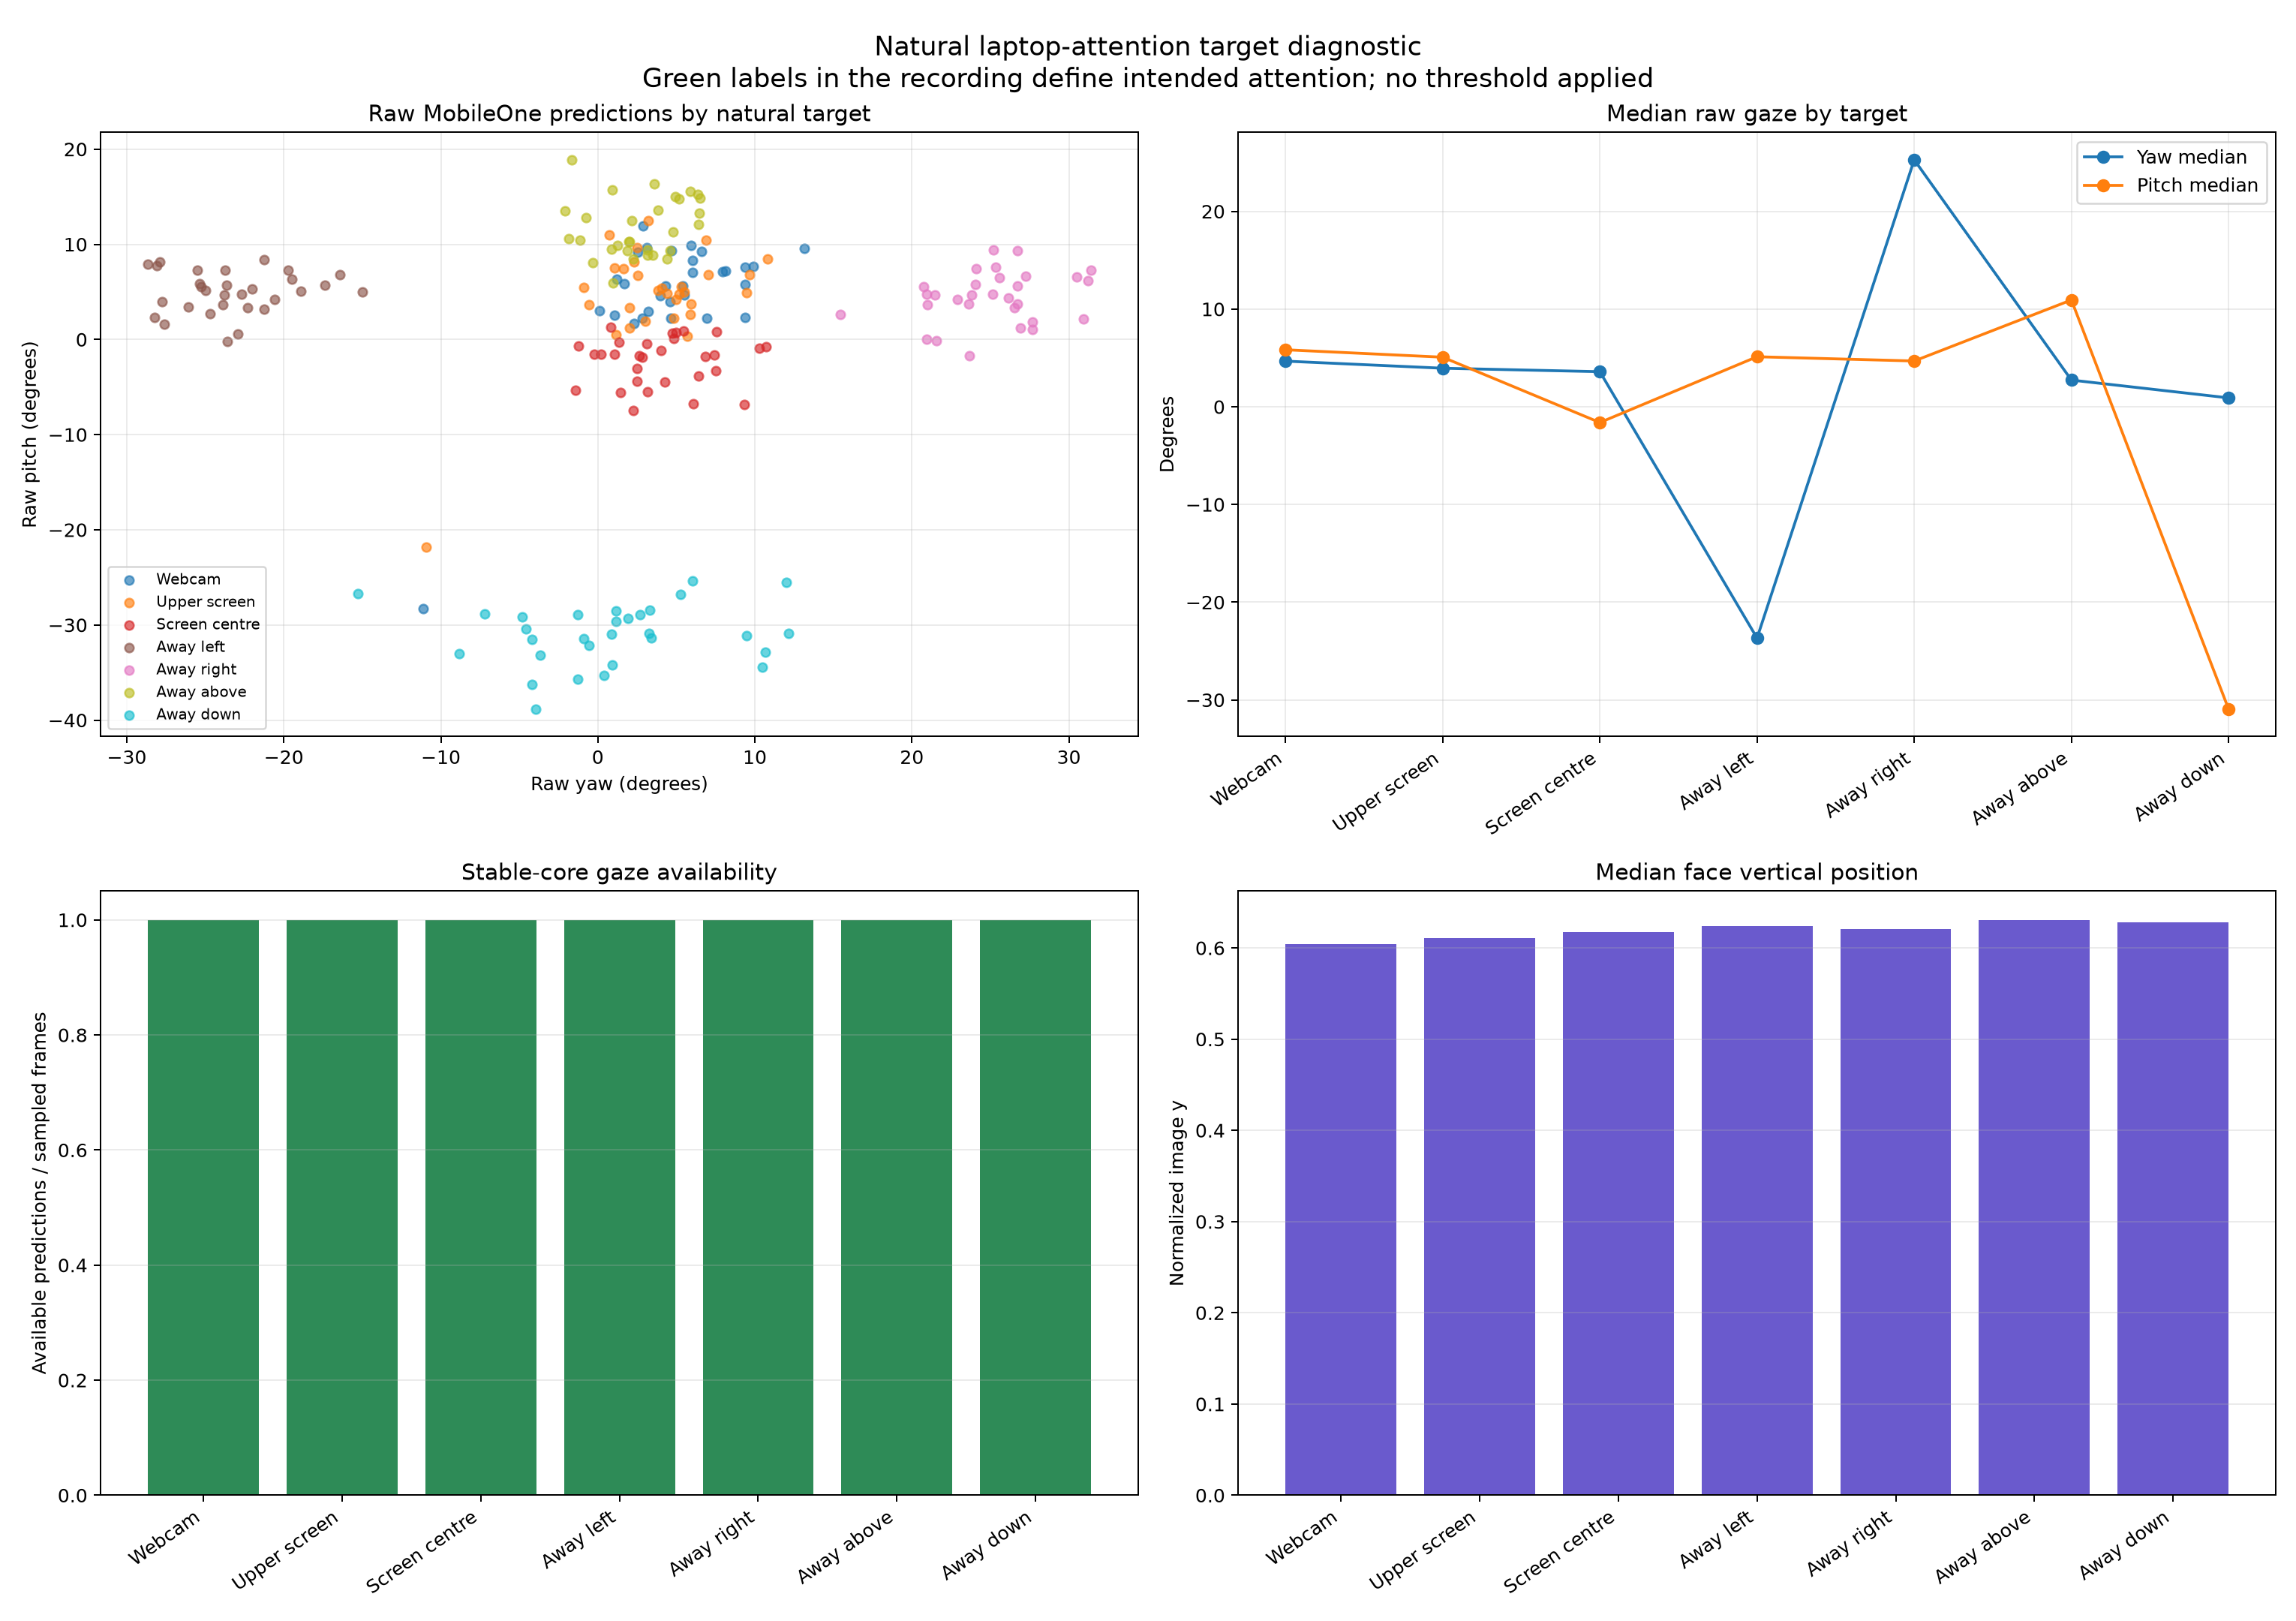 Natural laptop-attention target diagnostic
Green labels in the recording define intended attention; no threshold applied
Raw MobileOne predictions by natural target
20
10
0
−10
−20
−30
−40
Raw pitch (degrees)
Webcam
Upper screen
Screen centre
Away left
Away right
Away above
Away down
−30
−20
−10
0
10
20
30
Raw yaw (degrees)
Median raw gaze by target
Yaw median
Pitch median
20
10
0
−10
−20
−30
Degrees
Webcam
Upper screen
Screen centre
Away left
Away right
Away above
Away down
Stable-core gaze availability
1.0
0.8
0.6
0.4
0.2
0.0
Available predictions / sampled frames
Webcam
Upper screen
Screen centre
Away left
Away right
Away above
Away down
Median face vertical position
0.6
0.5
0.4
0.3
0.2
0.1
0.0
Normalized image y
Webcam
Upper screen
Screen centre
Away left
Away right
Away above
Away down